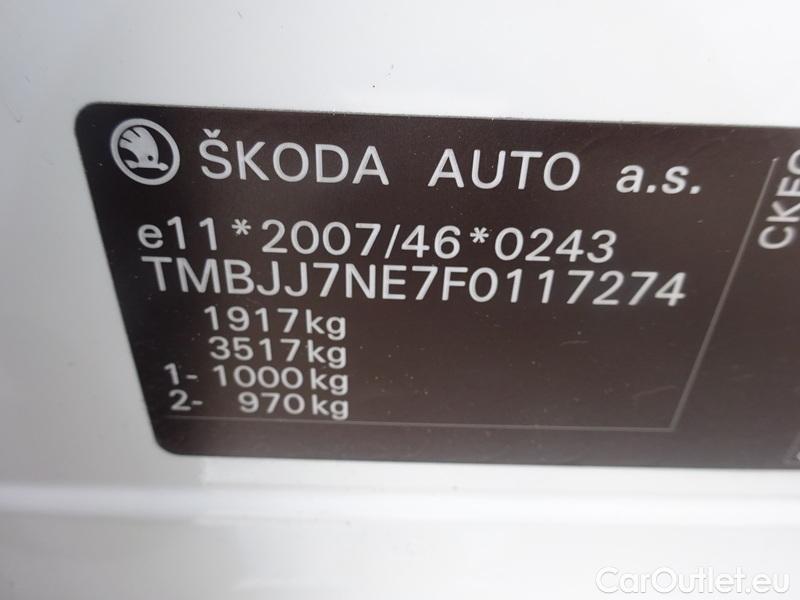 ŠKODA AUTO a.s.
e11*2007/46*0243
TMBJJ7NE7F0117274
1917kg
3517kg
1- 1000kg
2- 970kg
CarOutlet.eu